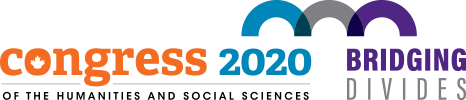 congress 2020
OF THE HUMANITIES AND SOCIAL SCIENCES
BRIDGING
DIVIDES